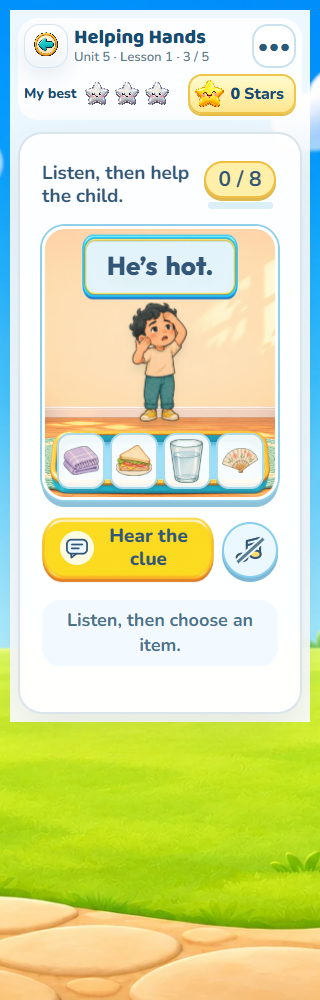 Helping Hands
Unit 5 · Lesson 1 · 3 / 5
My best
0 Stars
Listen, then help
the child.
0 / 8
He's hot.
Hear the
clue
Listen, then choose an
item.